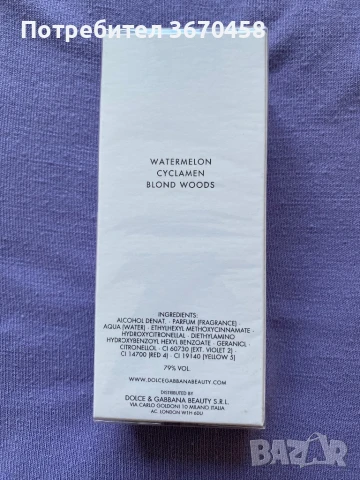 Потребител 3670458
WATERMELON
CYCLAMEN
BLOND WOODS
INGREDIENTS:
ALCOHOL DENAT. · PARFUM (FRAGRANCE)
AQUA (WATER) · ETHYLHEXYL METHOXYCINNAMATE ·
HYDROXYCITRONELLAL · DIETHYLAMINO
HYDROXYBENZOYL HEXYL BENZOATE · GERANIOL ·
CITRONELLOL · CI 60730 (EXT. VIOLET 2) ·
CI 14700 (RED 4) · CI 19140 (YELLOW 5)
79% VOL.
WWW.DOLCEGABBANABEAUTY.COM
DISTRIBUTED BY
DOLCE & GABBANA BEAUTY S.R.L.
VIA CARLO GOLDONI 10 MILANO ITALIA
AC. LONDON W1H 6DU
BAZAR
bg